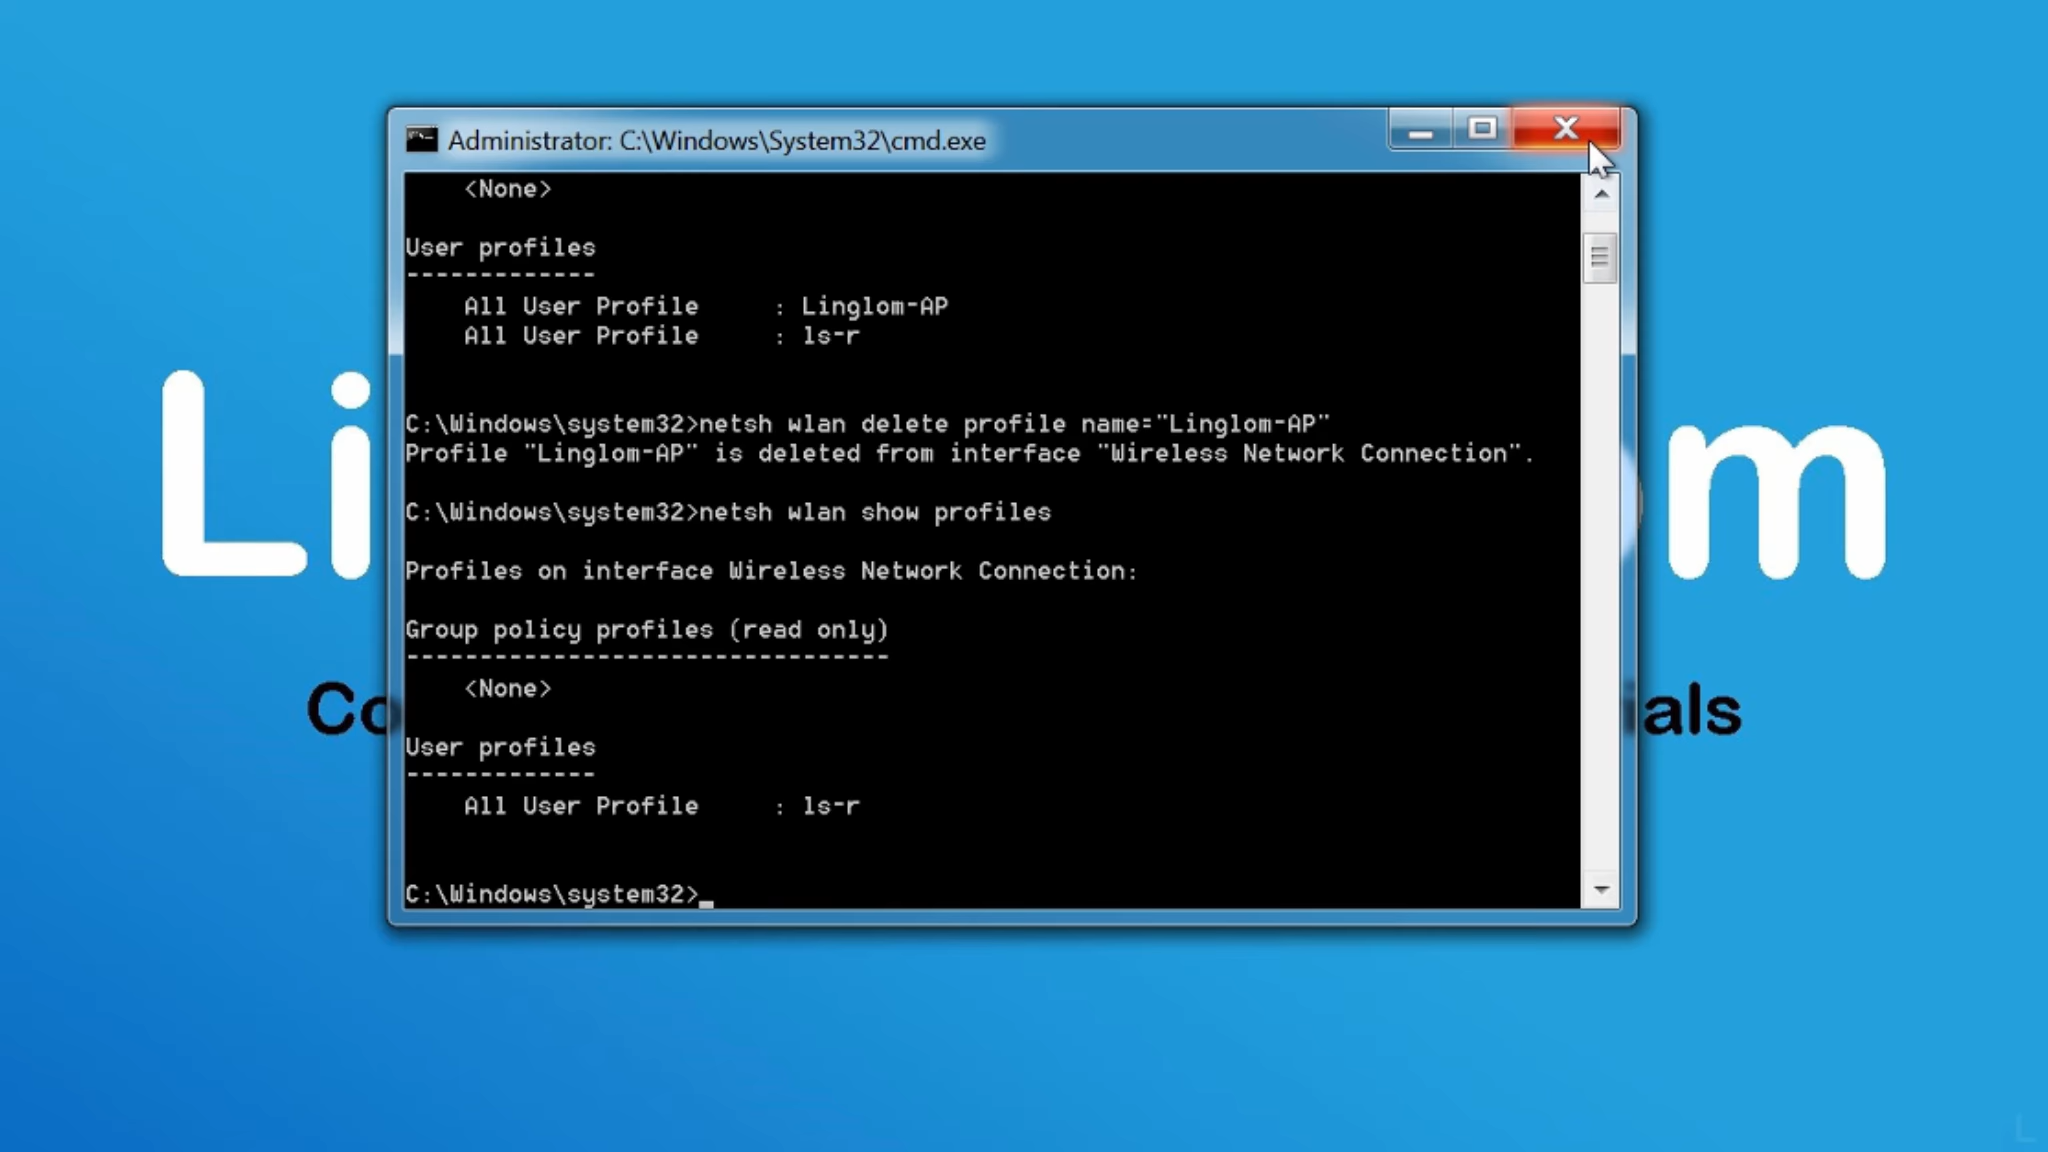 Administrator: C:\Windows\System32\cmd.exe
<None>
User profiles
-------------
All User Profile : Linglom-AP
All User Profile : ls-r
C:\Windows\system32>netsh wlan delete profile name="Linglom-AP"
Profile "Linglom-AP" is deleted from interface "Wireless Network Connection".
C:\Windows\system32>netsh wlan show profiles
Profiles on interface Wireless Network Connection:
Group policy profiles (read only)
---------------------------------
<None>
User profiles
-------------
All User Profile : ls-r
C:\Windows\system32>
Li
m
Co
ials